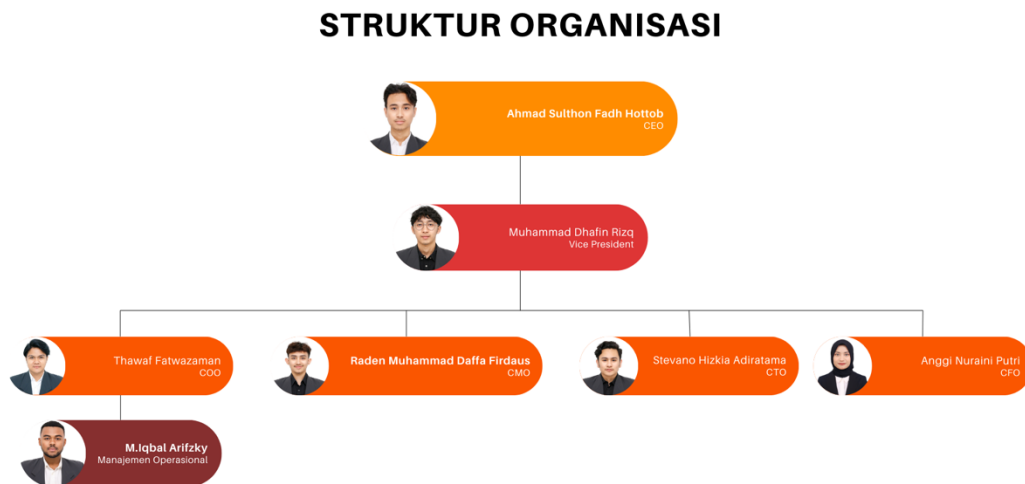 STRUKTUR ORGANISASI
Ahmad Sulthon Fadh Hottob
CEO
Muhammad Dhafin Rizq
Vice President
Thawaf Fatwazaman
COO
Raden Muhammad Daffa Firdaus
CMO
Stevano Hizkia Adiratama
CTO
Anggi Nuraini Putri
CFO
M.Iqbal Arifzky
Manajemen Operasional